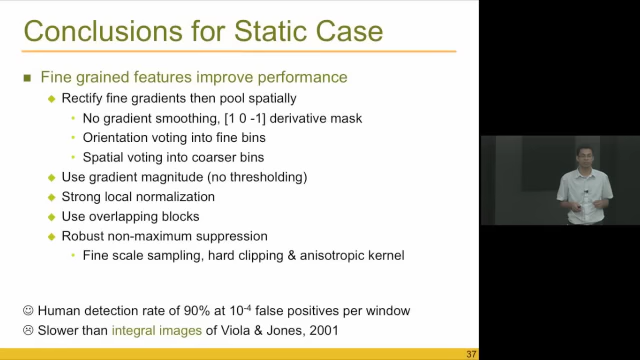 Conclusions for Static Case
Fine grained features improve performance
Rectify fine gradients then pool spatially
No gradient smoothing, [1 0 -1] derivative mask
Orientation voting into fine bins
Spatial voting into coarser bins
Use gradient magnitude (no thresholding)
Strong local normalization
Use overlapping blocks
Robust non-maximum suppression
Fine scale sampling, hard clipping & anisotropic kernel
☺ Human detection rate of 90% at 10⁻⁴ false positives per window
☹ Slower than integral images of Viola & Jones, 2001
37